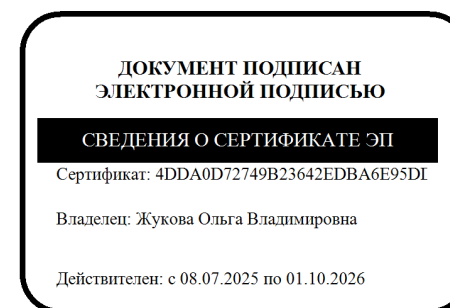 ДОКУМЕНТ ПОДПИСАН
ЭЛЕКТРОННОЙ ПОДПИСЬЮ
СВЕДЕНИЯ О СЕРТИФИКАТЕ ЭП
Сертификат: 4DDA0D72749B23642EDBA6E95DD
Владелец: Жукова Ольга Владимировна
Действителен: с 08.07.2025 по 01.10.2026